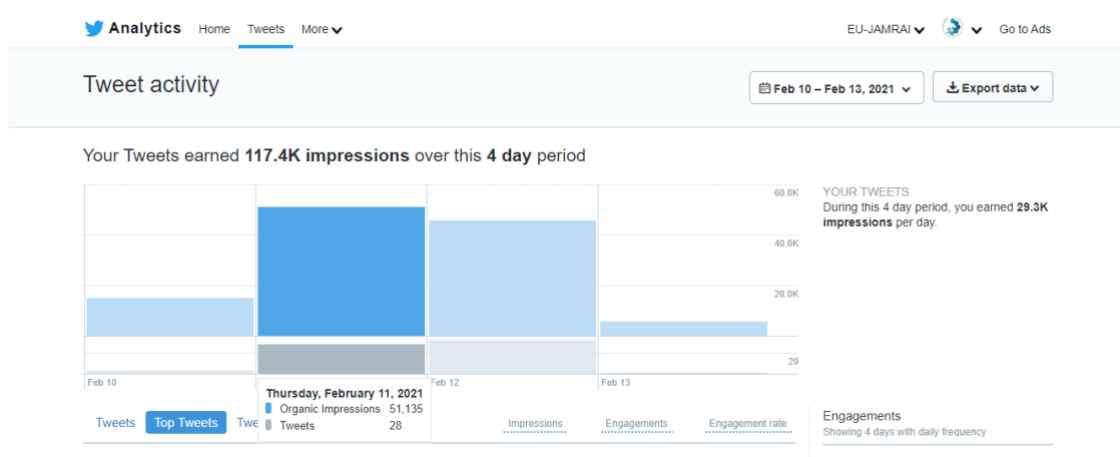 Analytics Home Tweets More EU-JAMRAI Go to Ads
Tweet activity
Feb 10 – Feb 13, 2021 Export data
Your Tweets earned 117.4K impressions over this 4 day period
60.0K
40.0K
20.0K
20
YOUR TWEETS
During this 4 day period, you earned 29.3K
impressions per day.
Feb 10 Feb 12 Feb 13
Thursday, February 11, 2021
Organic Impressions 51,135
Tweets 28
Tweets Top Tweets Twe Impressions Engagements Engagement rate
Engagements
Showing 4 days with daily frequency